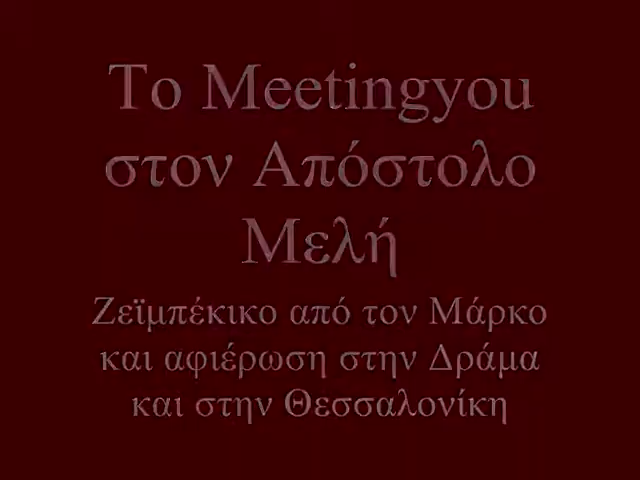 Το Meetingyou
στον Απόστολο
Μελή
Ζεϊμπέκικο από τον Μάρκο
και αφιέρωση στην Δράμα
και στην Θεσσαλονίκη